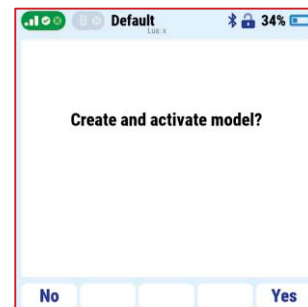 B Default 34%
Create and activate model?
No Yes